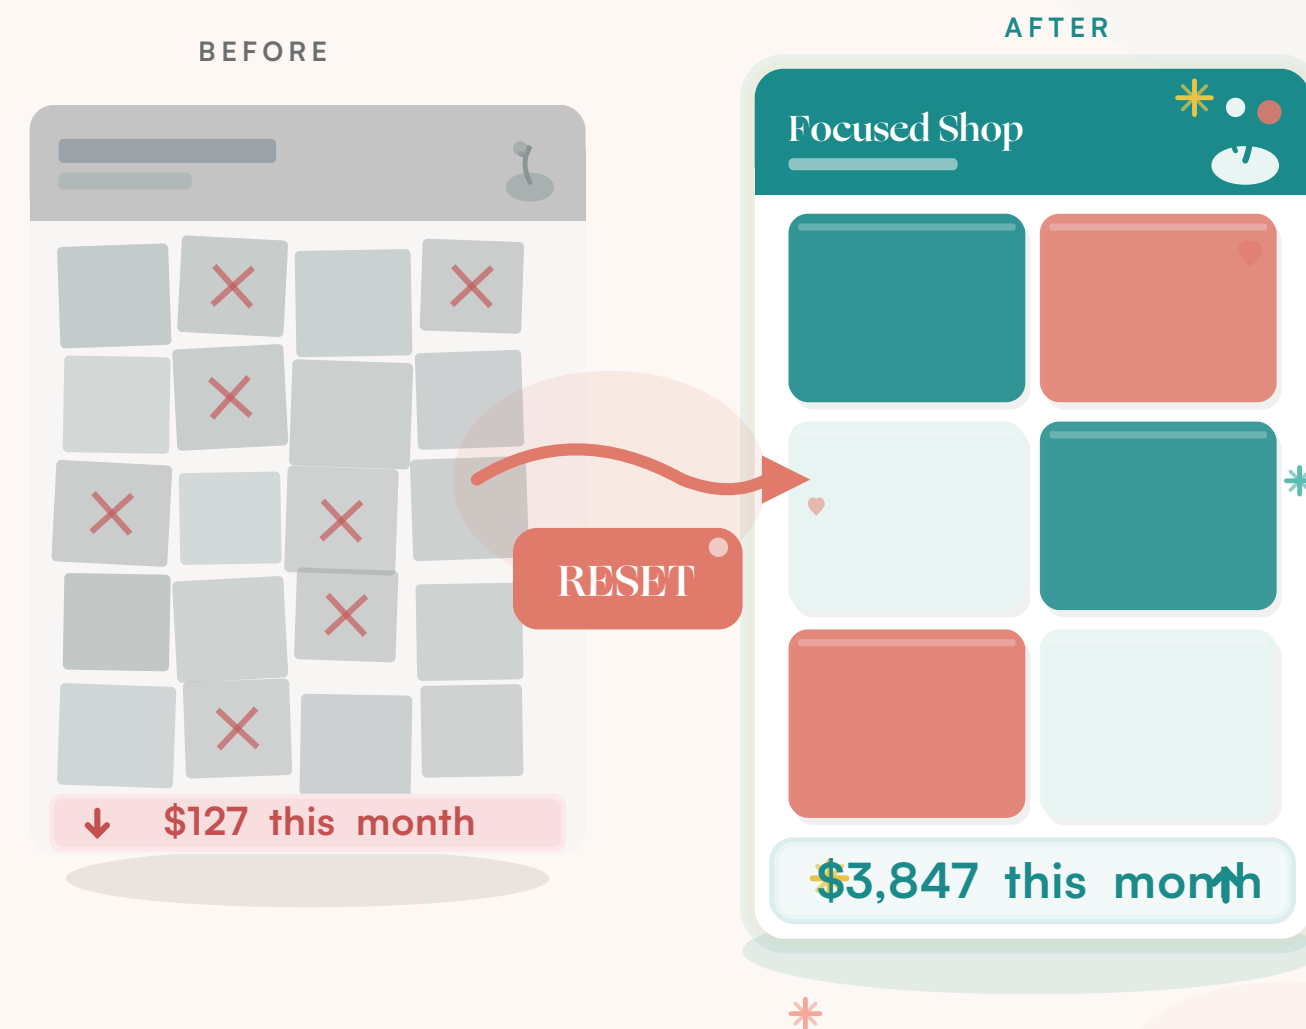 BEFORE
AFTER
Focused Shop
RESET
$127 this month
$3,847 this month